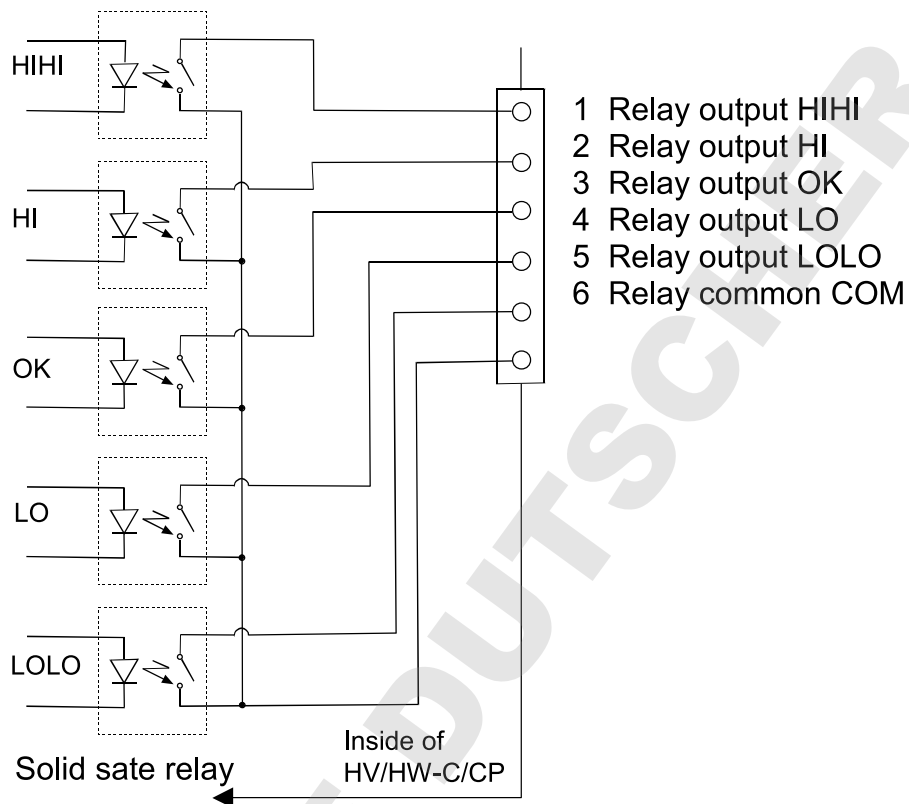 HIHI
HI
OK
LO
LOLO
1 Relay output HIHI
2 Relay output HI
3 Relay output OK
4 Relay output LO
5 Relay output LOLO
6 Relay common COM
Solid sate relay
Inside of
HV/HW-C/CP
DUTSCHER